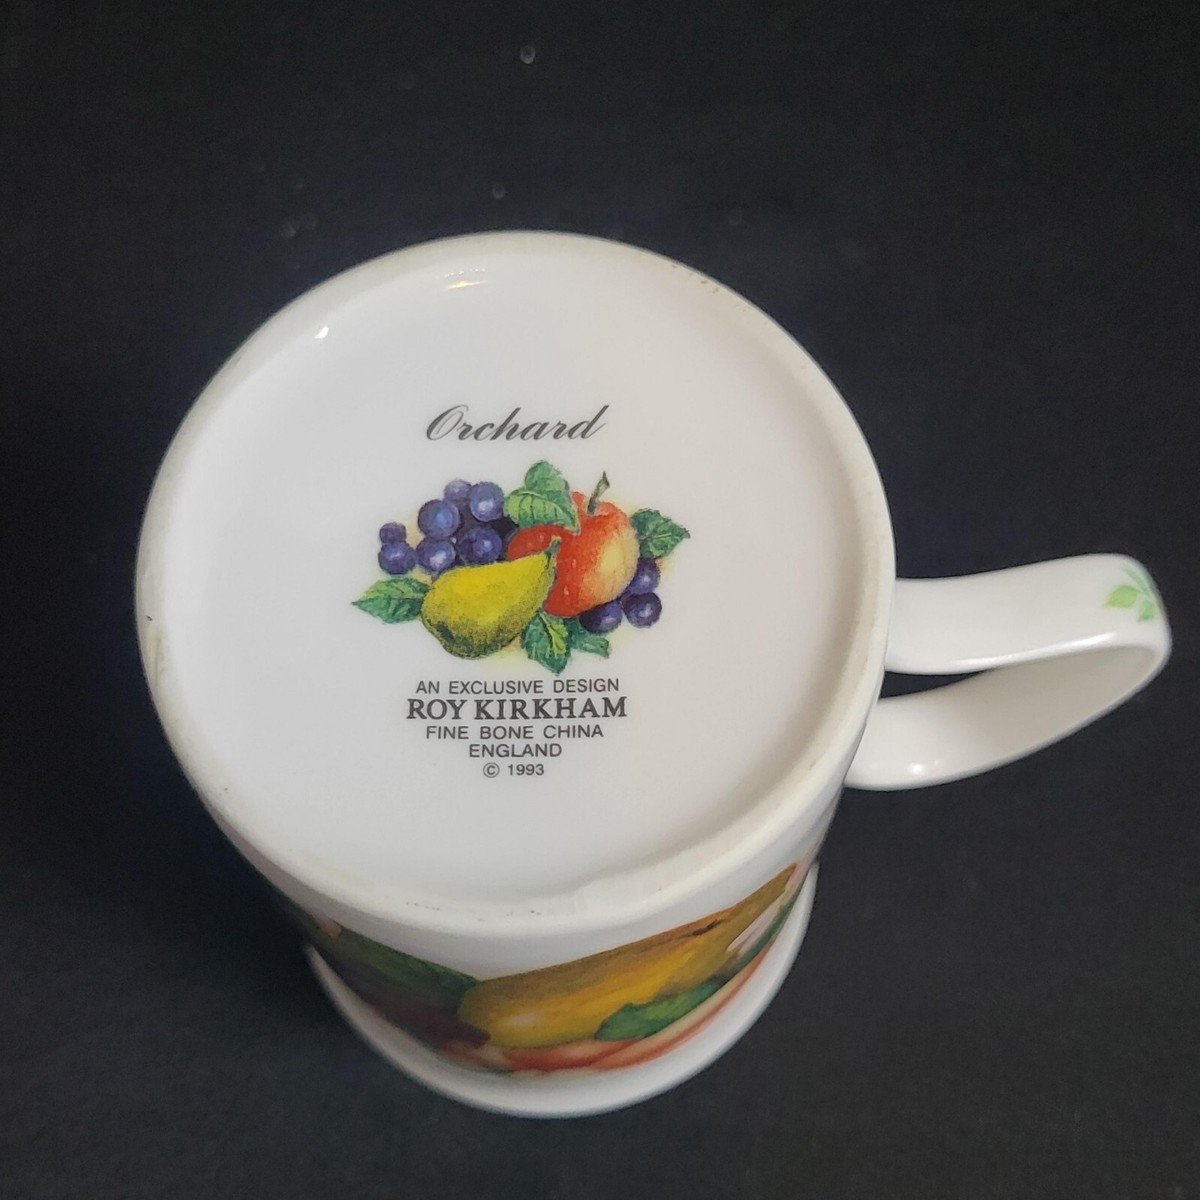 Orchard
AN EXCLUSIVE DESIGN
ROY KIRKHAM
FINE BONE CHINA
ENGLAND
© 1993